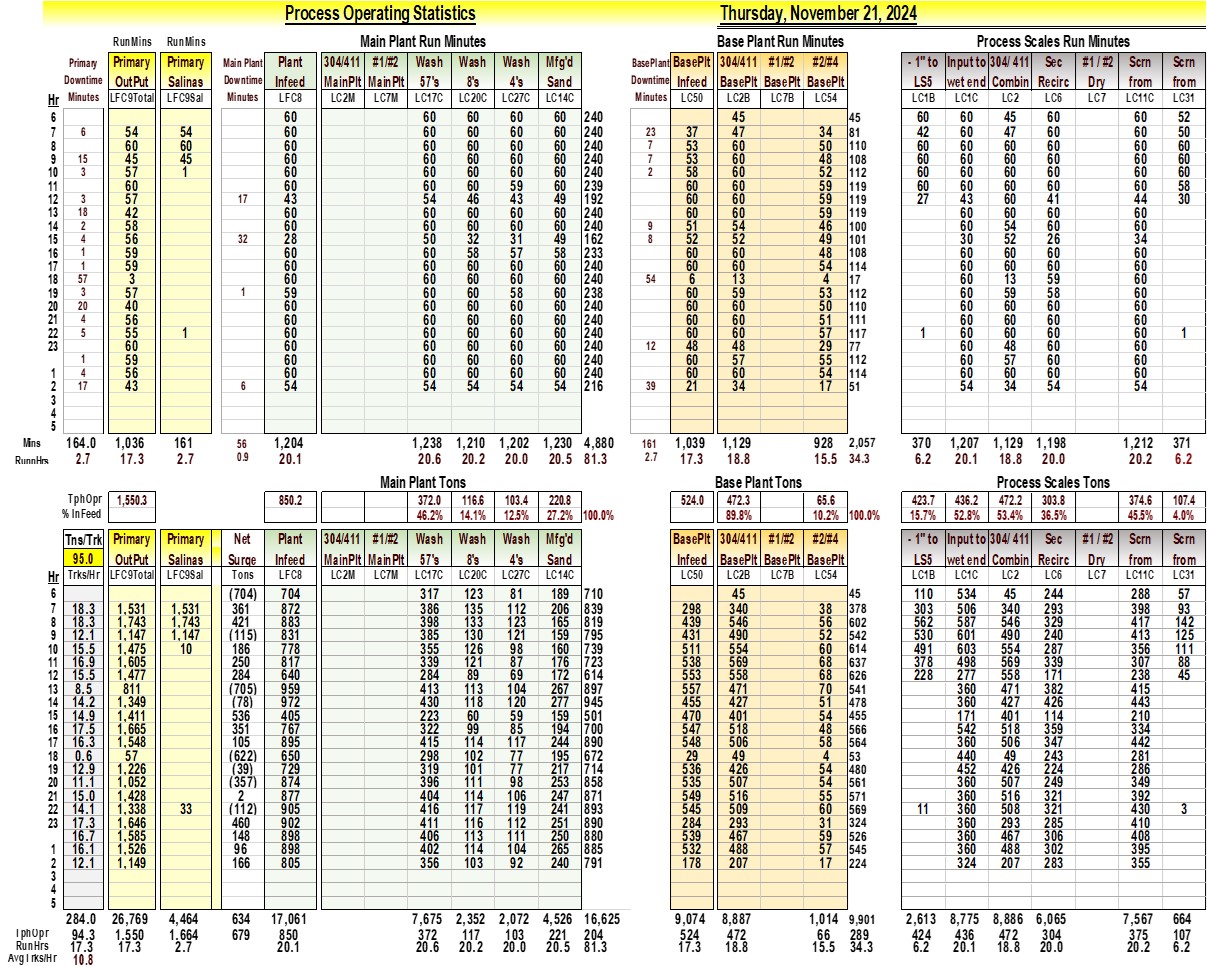 Process Operating Statistics Thursday, November 21, 2024
RunMins RunMins Main Plant Run Minutes Base Plant Run Minutes Process Scales Run Minutes
Primary Primary Primary Main Plant Plant 304/411 #1/#2 Wash Wash Wash Mfg'd BasePlant BasePlt 304/411 #1/#2 #2/#4 - 1" to Input to 304/ 411 Sec #1 / #2 Scrn Scrn
Downtime OutPut Salinas Downtime Infeed MainPlt MainPlt 57's 8's 4's Sand Downtime Infeed BasePlt BasePlt BasePlt LS5 wet end Combin Recirc Dry from from
Hr Minutes LFC9Total LFC9Sal Minutes LFC8 LC2M LC7M LC17C LC20C LC27C LC14C Minutes LC50 LC2B LC7B LC54 LC1B LC1C LC2 LC6 LC7 LC11C LC31
6 60 60 60 60 60 240 45 45 60 60 45 60 60 52
7 6 54 54 60 60 60 60 60 240 23 37 47 34 81 42 60 47 60 60 50
8 60 60 60 60 60 60 60 240 7 53 60 50 110 60 60 60 60 60 60
9 15 45 45 60 60 60 60 60 240 7 53 60 48 108 60 60 60 60 60 60
10 3 57 1 60 60 60 60 60 240 2 58 60 52 112 60 60 60 60 60 60
11 60 60 60 60 59 60 239 60 60 59 119 60 60 60 60 60 58
12 3 57 17 43 54 46 43 49 192 60 60 59 119 27 43 60 41 44 30
13 18 42 60 60 60 60 60 240 60 60 59 119 60 60 60 60
14 2 58 60 60 60 60 60 240 9 51 54 46 100 60 54 60 60
15 4 56 32 28 50 32 31 49 162 8 52 52 49 101 30 52 26 34
16 1 59 60 60 58 57 58 233 60 60 48 108 60 60 60 60
17 1 59 60 60 60 60 60 240 60 60 54 114 60 60 60 60
18 57 3 60 60 60 60 60 240 54 6 13 4 17 60 13 59 60
19 3 57 1 59 60 60 58 60 238 60 59 53 112 60 59 58 60
20 20 40 60 60 60 60 60 240 60 60 50 110 60 60 60 60
21 4 56 60 60 60 60 60 240 60 60 51 111 60 60 60 60
22 5 55 1 60 60 60 60 60 240 60 60 57 117 1 60 60 60 60 1
23 60 60 60 60 60 60 240 12 48 48 29 77 60 48 60 60
1 59 60 60 60 60 60 240 60 57 55 112 60 57 60 60
1 4 56 60 60 60 60 60 240 60 60 54 114 60 60 60 60
2 17 43 6 54 54 54 54 54 216 39 21 34 17 51 54 34 54 54
3
4
5
Mins 164.0 1,036 161 56 1,204 1,238 1,210 1,202 1,230 4,880 161 1,039 1,129 928 2,057 370 1,207 1,129 1,198 1,212 371
RunnHrs 2.7 17.3 2.7 0.9 20.1 20.6 20.2 20.0 20.5 81.3 2.7 17.3 18.8 15.5 34.3 6.2 20.1 18.8 20.0 20.2 6.2
Main Plant Tons Base Plant Tons Process Scales Tons
TphOpr 1,550.3 850.2 372.0 116.6 103.4 220.8 524.0 472.3 65.6 423.7 436.2 472.2 303.8 374.6 107.4
% InFeed 46.2% 14.1% 12.5% 27.2% 100.0% 89.8% 10.2% 100.0% 15.7% 52.8% 53.4% 36.5% 45.5% 4.0%
Tns/Trk Primary Primary Net Plant 304/411 #1/#2 Wash Wash Wash Mfg'd BasePlt 304/411 #1/#2 #2/#4 - 1" to Input to 304/ 411 Sec #1 / #2 Scrn Scrn
95.0 OutPut Salinas Surge Infeed MainPlt MainPlt 57's 8's 4's Sand Infeed BasePlt BasePlt BasePlt LS5 wet end Combin Recirc Dry from from
Hr Trks/Hr LFC9Total LFC9Sal Tons LFC8 LC2M LC7M LC17C LC20C LC27C LC14C LC50 LC2B LC7B LC54 LC1B LC1C LC2 LC6 LC7 LC11C LC31
6 (704) 704 317 123 81 189 710 45 45 110 534 45 244 288 57
7 18.3 1,531 1,531 361 872 386 135 112 206 839 298 340 38 378 303 506 340 293 398 93
8 18.3 1,743 1,743 421 883 398 133 123 165 819 439 546 56 602 562 587 546 329 417 142
9 12.1 1,147 1,147 (115) 831 385 130 121 159 795 431 490 52 542 530 601 490 240 413 125
10 15.5 1,475 10 186 778 355 126 98 160 739 511 554 60 614 491 603 554 287 356 111
11 16.9 1,605 250 817 339 121 87 176 723 538 569 68 637 378 498 569 339 307 88
12 15.5 1,477 284 640 284 89 69 172 614 553 558 68 626 228 277 558 171 238 45
13 8.5 811 (705) 959 413 113 104 267 897 557 471 70 541 360 471 382 415
14 14.2 1,349 (78) 972 430 118 120 277 945 455 427 51 478 360 427 426 443
15 14.9 1,411 536 405 223 60 59 159 501 470 401 54 455 171 401 114 210
16 17.5 1,665 351 767 322 99 85 194 700 547 518 48 566 542 518 359 334
17 16.3 1,548 105 895 415 114 117 244 890 548 506 58 564 360 506 347 442
18 0.6 57 (622) 650 298 102 77 195 672 29 49 4 53 440 49 243 281
19 12.9 1,226 (39) 729 319 101 77 217 714 536 426 54 480 452 426 224 286
20 11.1 1,052 (357) 874 396 111 98 253 858 535 507 54 561 360 507 249 349
21 15.0 1,428 2 877 404 114 106 247 871 549 516 55 571 360 516 321 392
22 14.1 1,338 33 (112) 905 416 117 119 241 893 545 509 60 569 11 360 508 321 430 3
23 17.3 1,646 460 902 411 116 112 251 890 284 293 31 324 360 293 285 410
16.7 1,585 148 898 406 113 111 250 880 539 467 59 526 360 467 306 408
1 16.1 1,526 96 898 402 114 104 265 885 532 488 57 545 360 488 302 395
2 12.1 1,149 166 805 356 103 92 240 791 178 207 17 224 324 207 283 355
3
4
5
284.0 26,769 4,464 634 17,061 7,675 2,352 2,072 4,526 16,625 9,074 8,887 1,014 9,901 2,613 8,775 8,886 6,065 7,567 664
TphOpr 94.3 1,550 1,664 679 850 372 117 103 221 204 524 472 66 289 424 436 472 304 375 107
RunHrs 17.3 17.3 2.7 20.1 20.6 20.2 20.0 20.5 81.3 17.3 18.8 15.5 34.3 6.2 20.1 18.8 20.0 20.2 6.2
AvgTrks/Hr 10.8